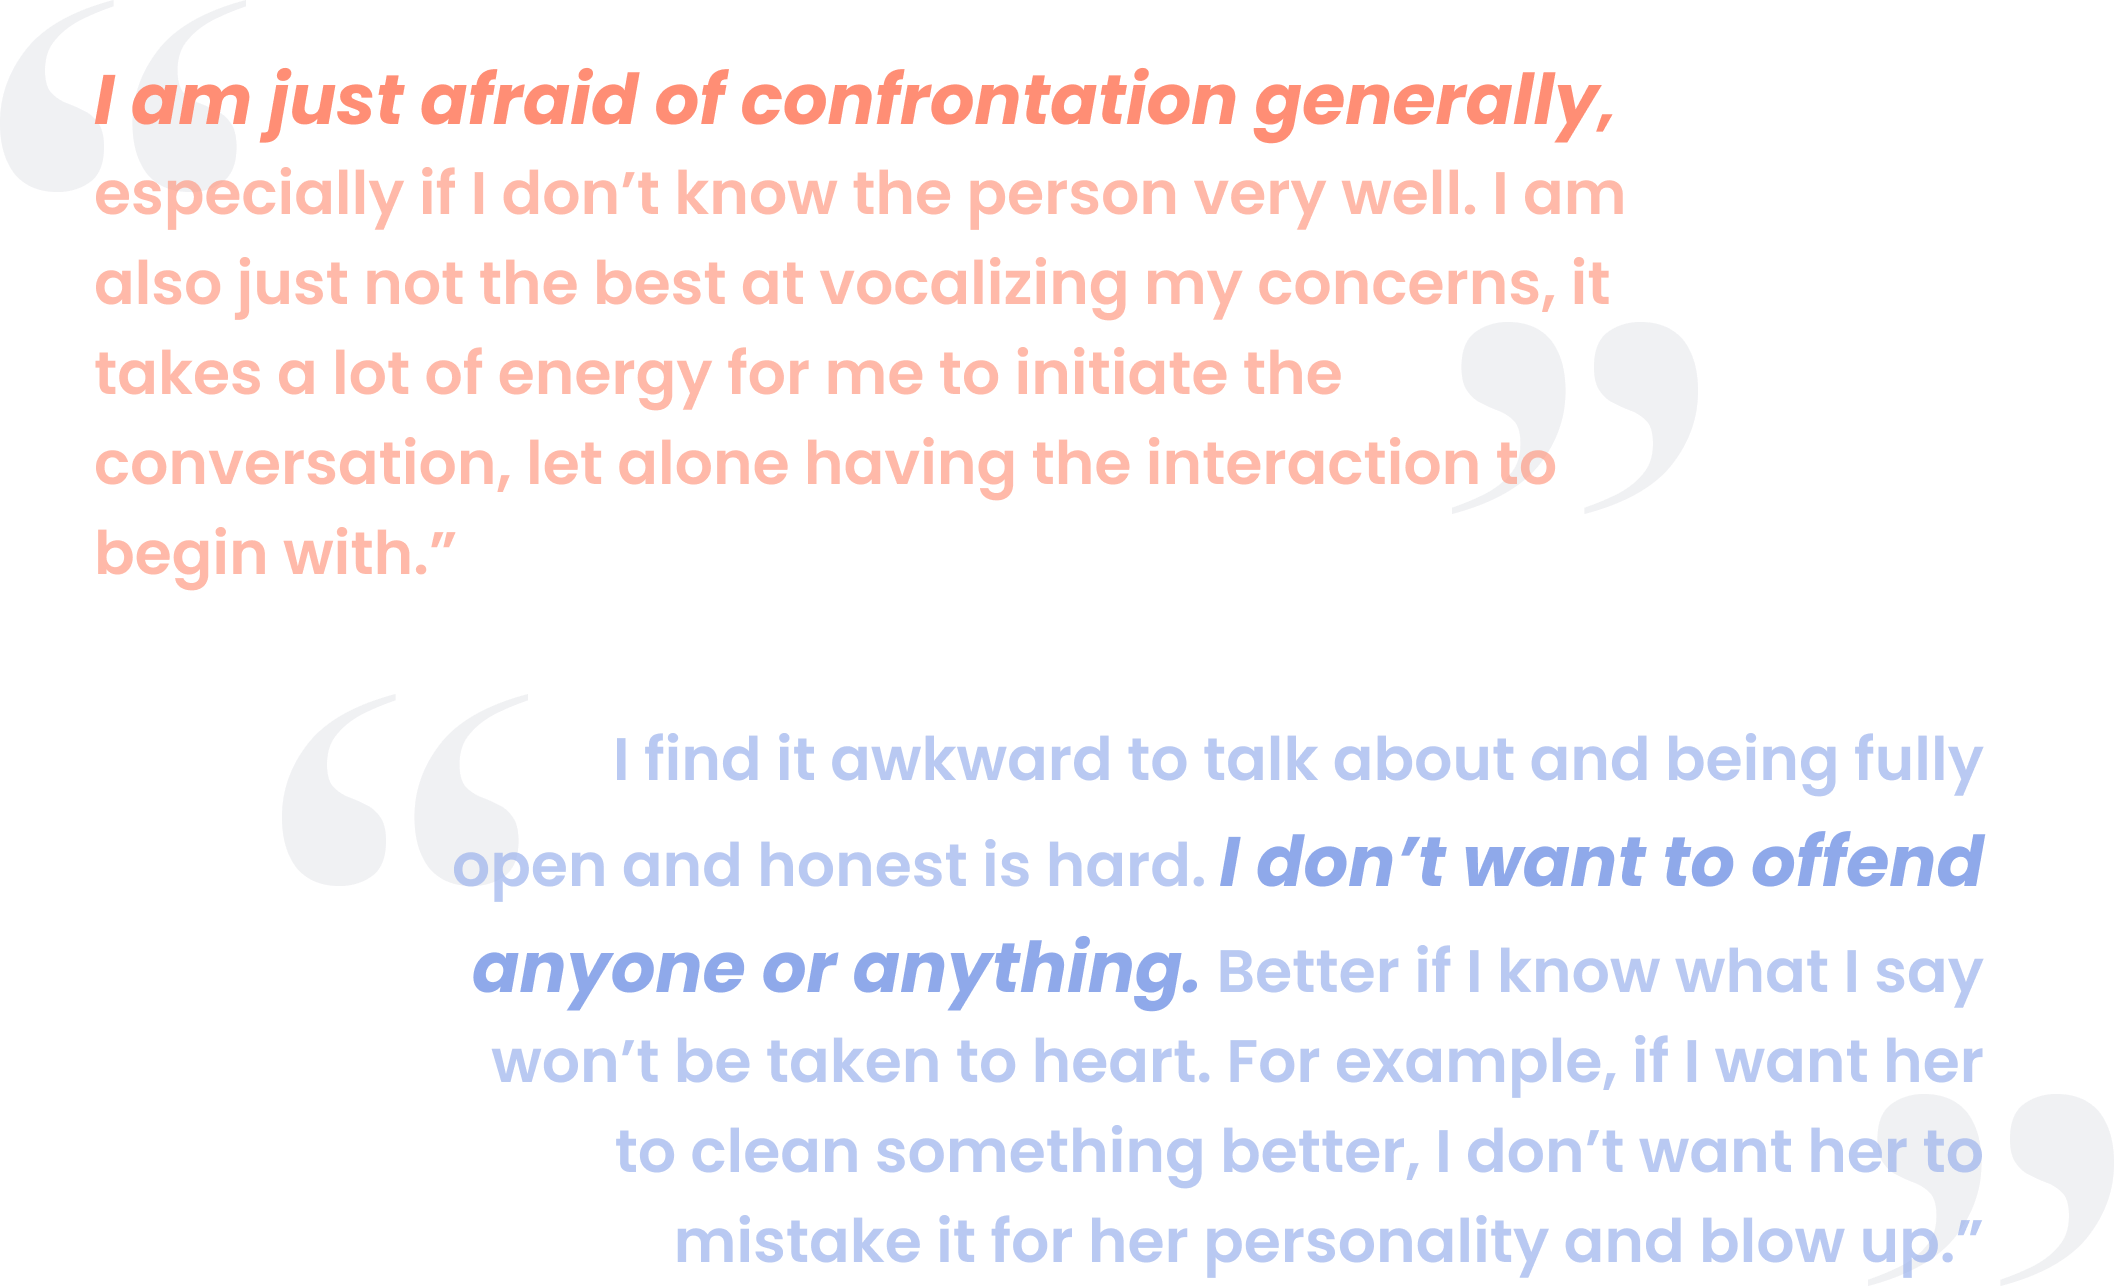 I am just afraid of confrontation generally,
especially if I don’t know the person very well. I am
also just not the best at vocalizing my concerns, it
takes a lot of energy for me to initiate the
conversation, let alone having the interaction to
begin with.”
I find it awkward to talk about and being fully
open and honest is hard. I don’t want to offend
anyone or anything. Better if I know what I say
won’t be taken to heart. For example, if I want her
to clean something better, I don’t want her to
mistake it for her personality and blow up.”